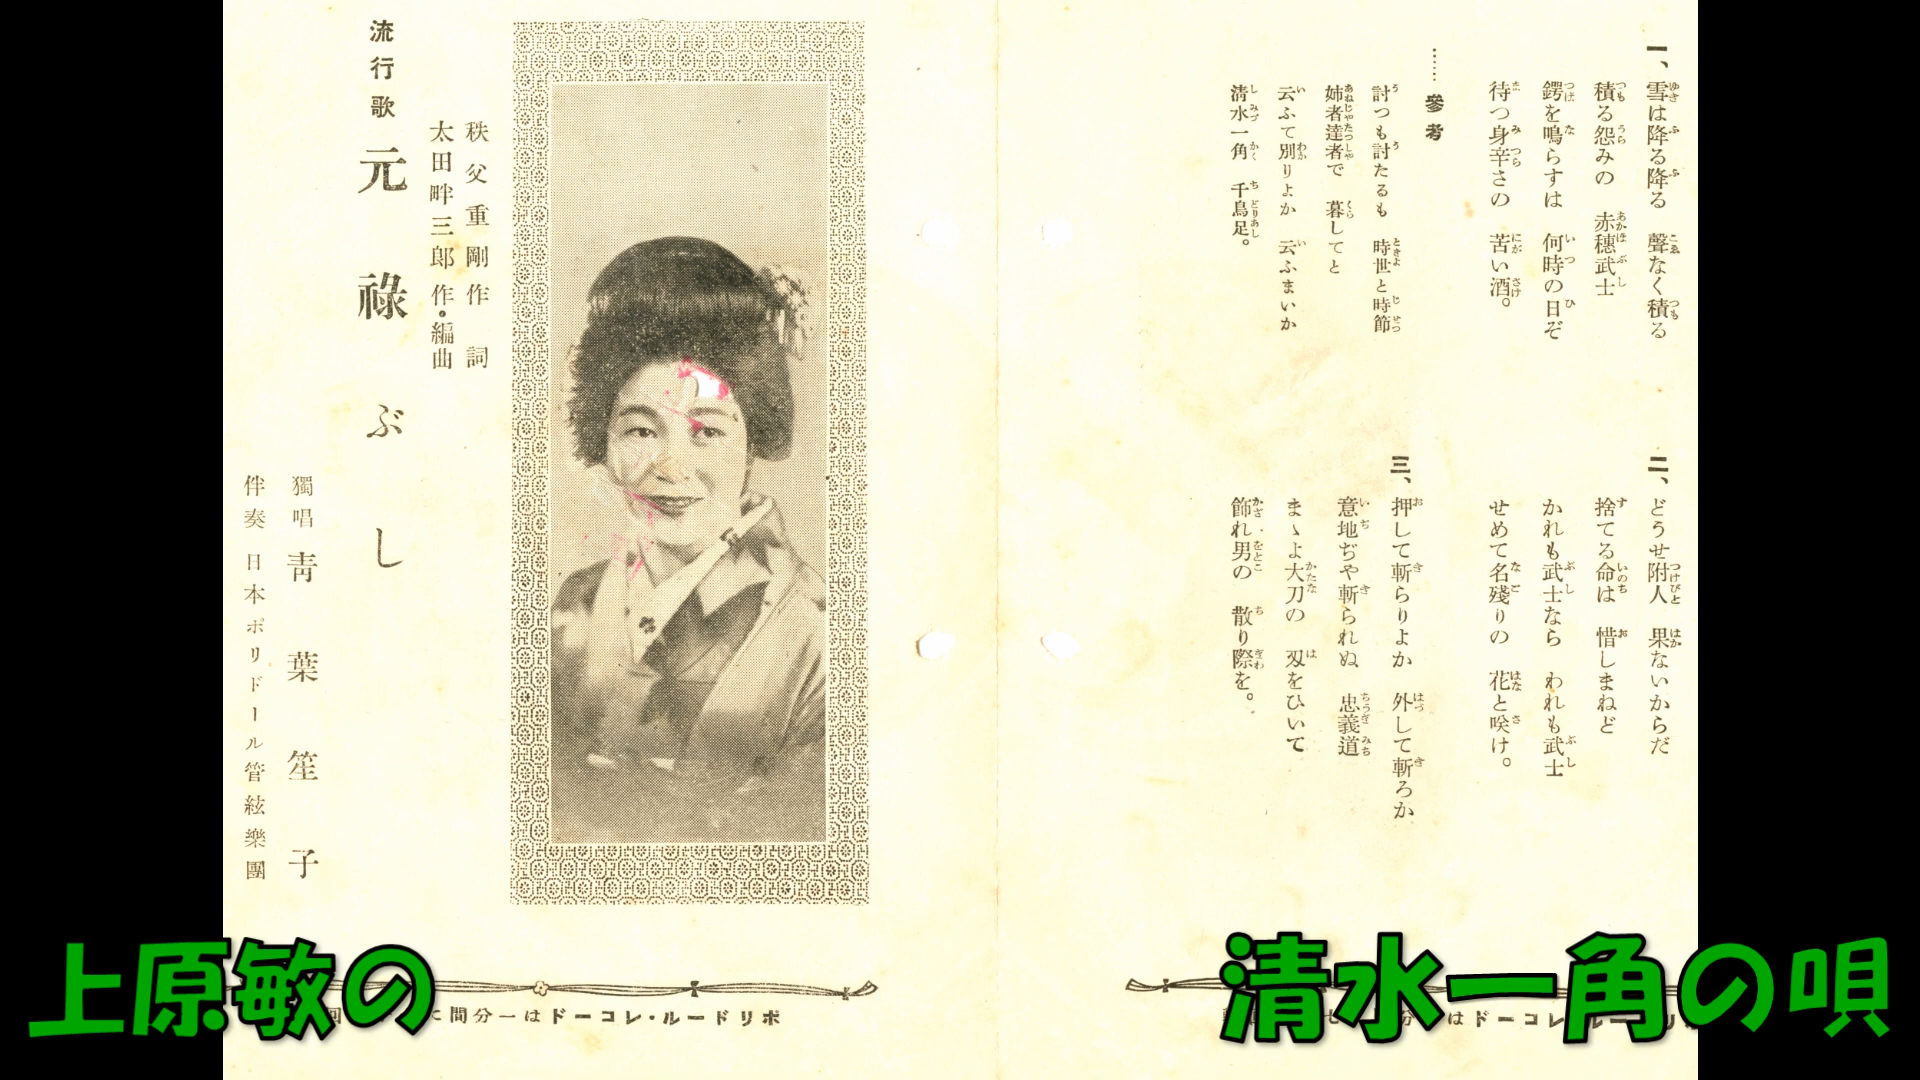 一、雪は降る降る 聲なく積る
積る怨みの 赤穗武士
鍔を鳴らすは 何時の日ぞ
待つ身辛さの 苦い酒。
……參考
討つも討たるも 時世と時節
姉者達者で 暮してと
云ふて別りよか 云ふまいか
淸水一角 千鳥足。
二、どうせ附人 果ないからだ
捨てる命は 惜しまねど
かれも武士なら われも武士
せめて名殘りの 花と咲け。
三、押して斬らりよか 外して斬ろか
意地ぢや斬られぬ 忠義道
まゝよ大刀の 刄をひいて
飾れ男の 散り際を。
秩父重剛作詞
太田畔三郎作・編曲
流行歌 元祿ぶし
獨唱 靑葉笙子
伴奏 日本ポリドール管絃樂團
ポリドール・レコードは一分間に
上原敏の
清水一角の唄